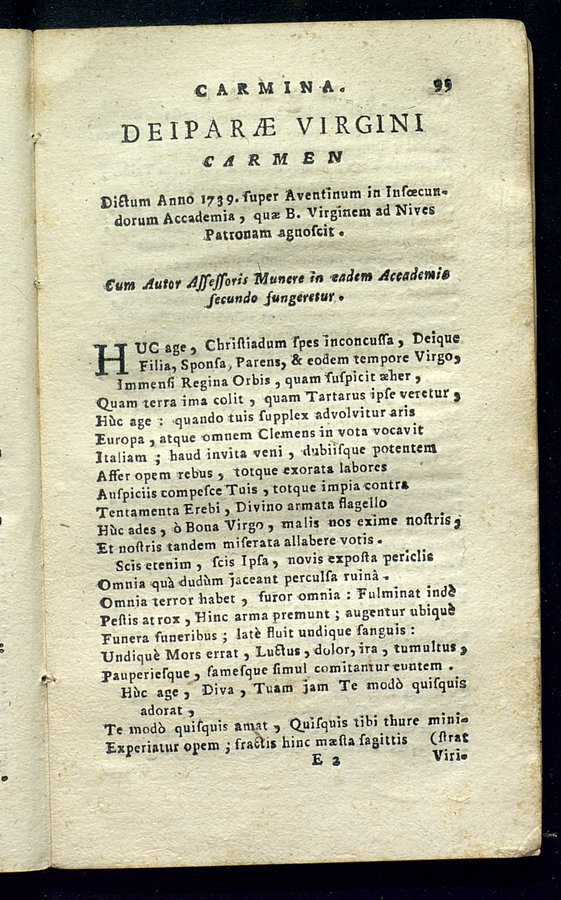 CARMINA. 99
DEIPARÆ VIRGINI
CARMEN
Dictum Anno 1739. ſuper Aventinum in Inſœcun-
dorum Accademia, quæ B. Virginem ad Nives
Patronam agnoſcit.
Cum Autor Aſſeſſoris Munere in eadem Accademia
ſecundo fungeretur.
HUC age, Chriſtiadum ſpes inconcuſſa, Deique
Filia, Sponſa, Parens, & eodem tempore Virgo,
Immenſi Regina Orbis, quam ſuſpicit æher,
Quam terra ima colit, quam Tartarus ipſe veretur,
Hùc age: quando tuis ſupplex advolvitur aris
Europa, atque omnem Clemens in vota vocavit
Italiam; haud invita veni, dubiiſque potentem
Affer opem rebus, totque exorata labores
Auſpiciis compeſce Tuis, totque impia contra
Tentamenta Erebi, Divino armata flagello
Hùc ades, ò Bona Virgo, malis nos exime noſtris;
Et noſtris tandem miſerata allabere votis.
Scis etenim, ſcis Ipſa, novis expoſta periclis
Omnia quà dudùm jaceant perculſa ruinâ.
Omnia terror habet, furor omnia: Fulminat indè
Peſtis atrox, Hinc arma premunt; augentur ubiquè
Funera funeribus; latè fluit undique ſanguis:
Undiquè Mors errat, Luctus, dolor, ira, tumultus,
Pauperieſque, fameſque ſimul comitantur euntem.
Hùc age, Diva, Tuam jam Te modò quiſquis
adorat,
Te modò quiſquis amat, Quiſquis tibi thure mini-
Experiatur opem; fractis hinc mæſta ſagittis (ſtrat
E 2 Viri-